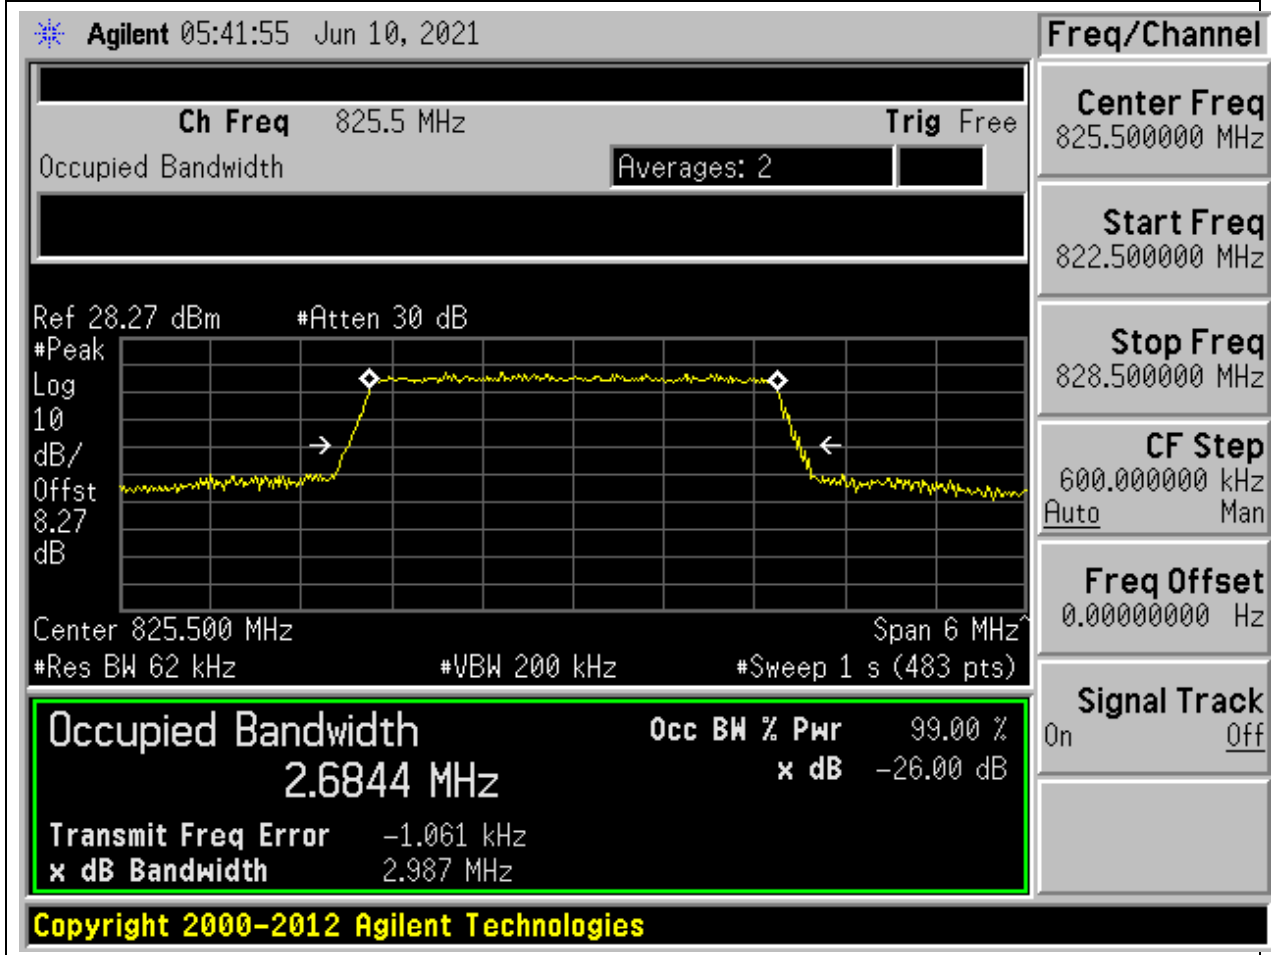 Agilent 05:41:55 Jun 10, 2021
Freq/Channel
Ch Freq 825.5 MHz Trig Free
Occupied Bandwidth Averages: 2
Center Freq
825.500000 MHz
Start Freq
822.500000 MHz
Stop Freq
828.500000 MHz
CF Step
600.000000 kHz
Auto Man
Freq Offset
0.00000000 Hz
Signal Track
On Off
Ref 28.27 dBm #Atten 30 dB
#Peak
Log
10
dB/
Offst
8.27
dB
Center 825.500 MHz Span 6 MHz^
#Res BW 62 kHz #VBW 200 kHz #Sweep 1 s (483 pts)
Occupied Bandwidth
2.6844 MHz
Occ BW % Pwr 99.00 %
x dB -26.00 dB
Transmit Freq Error -1.061 kHz
x dB Bandwidth 2.987 MHz
Copyright 2000-2012 Agilent Technologies